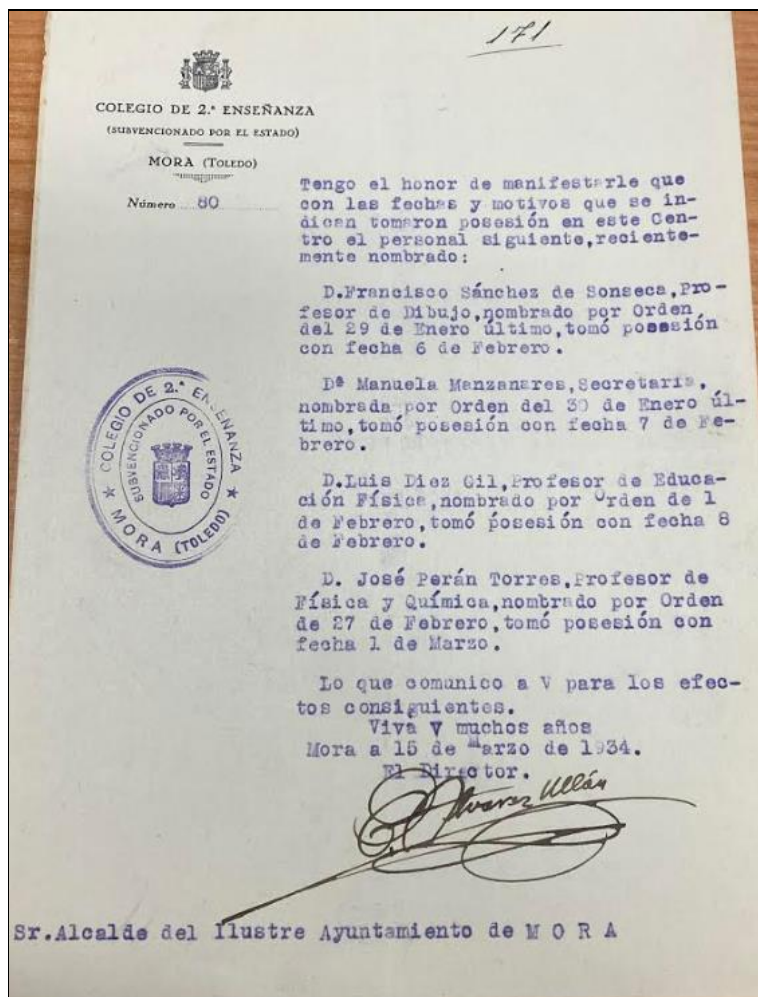 171
COLEGIO DE 2.ª ENSEÑANZA
(SUBVENCIONADO POR EL ESTADO)
MORA (TOLEDO)
Número 80
Tengo el honor de manifestarle que
con las fechas y motivos que se in-
dican tomaron posesión en este Cen-
tro el personal siguiente,reciente-
mente nombrado:
D.Francisco Sánchez de Sonseca,Pro-
fesor de Dibujo,nombrado por Orden
del 29 de Enero último,tomó posesión
con fecha 6 de Febrero.
Dª Manuela Manzanares,Secretaria,
nombrada por Orden del 30 de Enero úl-
timo,tomó posesión con fecha 7 de Fe-
brero.
D.Luis Diez Gil,Profesor de Educa-
ción Física,nombrado por Orden de 1
de Febrero,tomó posesión con fecha 8
de Febrero.
D. José Perán Torres,Profesor de
Física y Química,nombrado por Orden
de 27 de Febrero,tomó posesión con
fecha 1 de Marzo.
Lo que comunico a V para los efec-
tos consiguientes.
Viva V muchos años
Mora a 15 de Marzo de 1934.
El Director.
Alvarez Ullán
Sr.Alcalde del Ilustre Ayuntamiento de M O R A
COLEGIO DE 2.ª ENSEÑANZA
SUBVENCIONADO POR EL ESTADO
★ MORA (TOLEDO) ★